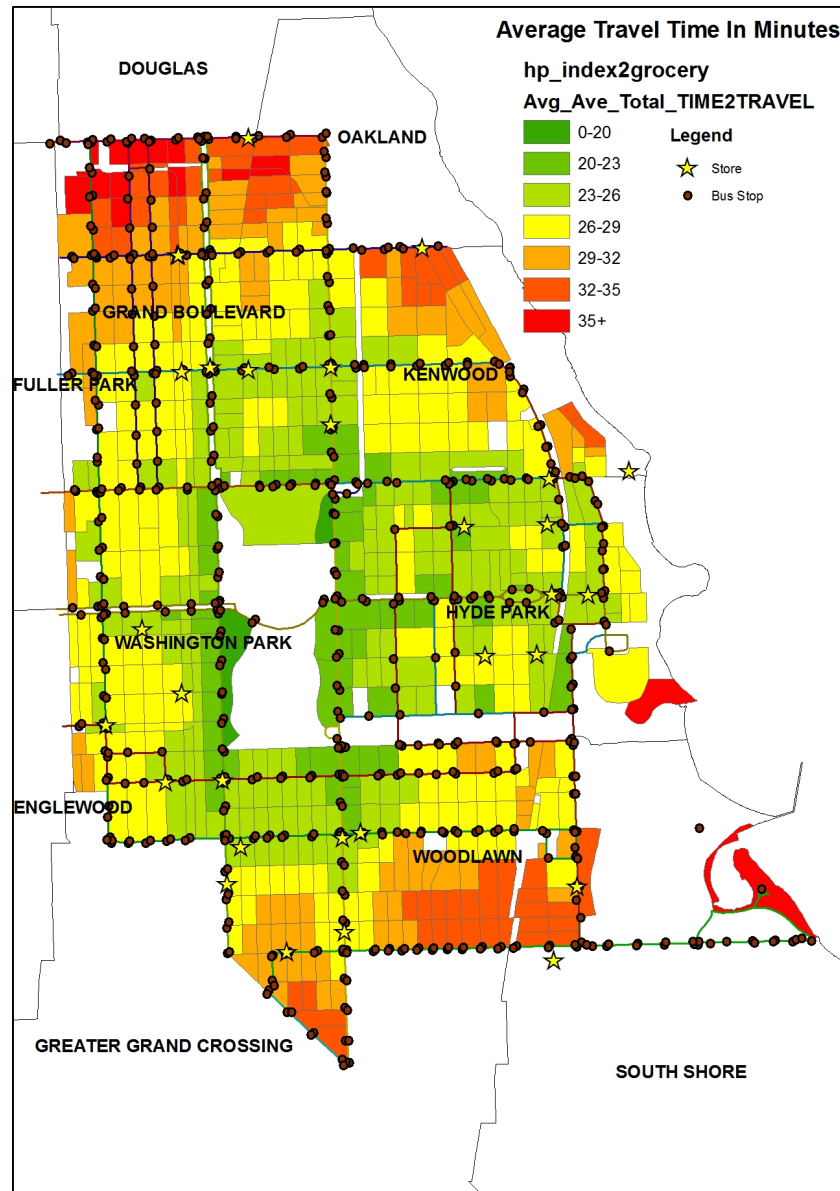 Average Travel Time In Minutes
hp_index2grocery
Avg_Ave_Total_TIME2TRAVEL
0-20
20-23
23-26
26-29
29-32
32-35
35+
Legend
Store
Bus Stop
DOUGLAS
OAKLAND
GRAND BOULEVARD
FULLER PARK
KENWOOD
HYDE PARK
WASHINGTON PARK
ENGLEWOOD
WOODLAWN
GREATER GRAND CROSSING
SOUTH SHORE